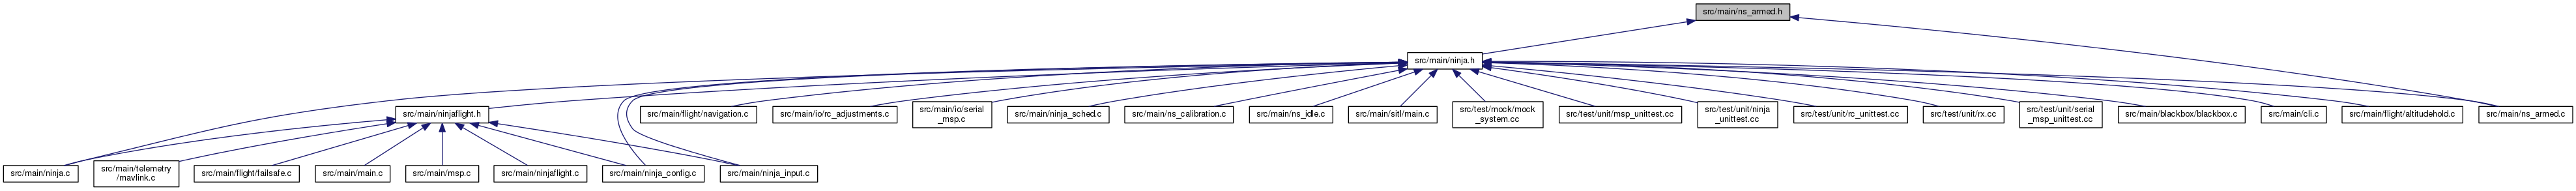 src/main/ns_armed.h
src/main/ninja.h
src/main/ninjaflight.h
src/main/flight/navigation.c
src/main/io/rc_adjustments.c
src/main/io/serial
_msp.c
src/main/ninja_sched.c
src/main/ns_calibration.c
src/main/ns_idle.c
src/main/sitl/main.c
src/test/mock/mock
_system.cc
src/test/unit/msp_unittest.cc
src/test/unit/ninja
_unittest.cc
src/test/unit/rc_unittest.cc
src/test/unit/rx.cc
src/test/unit/serial
_msp_unittest.cc
src/main/blackbox/blackbox.c
src/main/cli.c
src/main/flight/altitudehold.c
src/main/ns_armed.c
src/main/ninja.c
src/main/telemetry
/mavlink.c
src/main/flight/failsafe.c
src/main/main.c
src/main/msp.c
src/main/ninjaflight.c
src/main/ninja_config.c
src/main/ninja_input.c